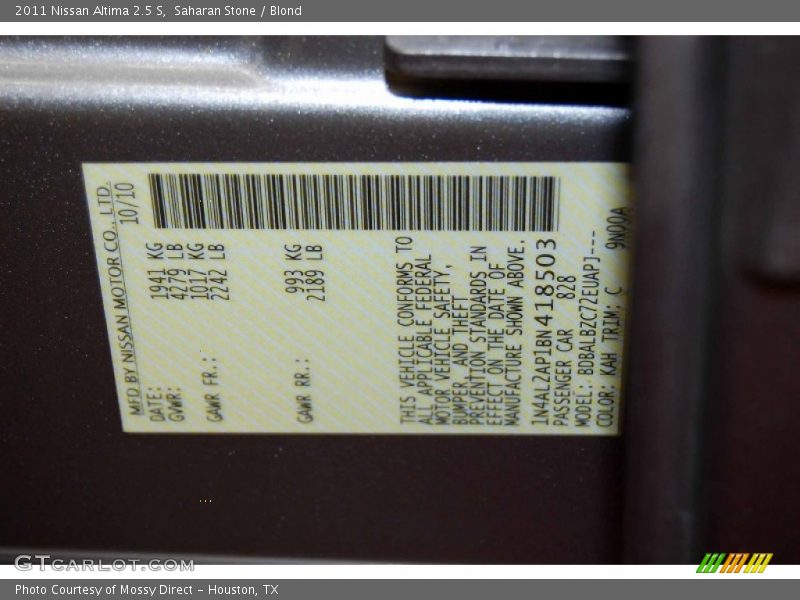 2011 Nissan Altima 2.5 S, Saharan Stone / Blond
MFD BY NISSAN MOTOR CO., LTD.
DATE: 10/10
GVWR: 1941 KG
4279 LB
GAWR FR.: 1017 KG
2242 LB
GAWR RR.: 993 KG
2189 LB
THIS VEHICLE CONFORMS TO
ALL APPLICABLE FEDERAL
MOTOR VEHICLE SAFETY,
BUMPER, AND THEFT
PREVENTION STANDARDS IN
EFFECT ON THE DATE OF
MANUFACTURE SHOWN ABOVE.
1N4AL2AP1BN418503
PASSENGER CAR 828
MODEL: BDBALBZC72EUAPJ---
COLOR: KAH TRIM: C 9N00A
GTCARLOT.COM
Photo Courtesy of Mossy Direct – Houston, TX